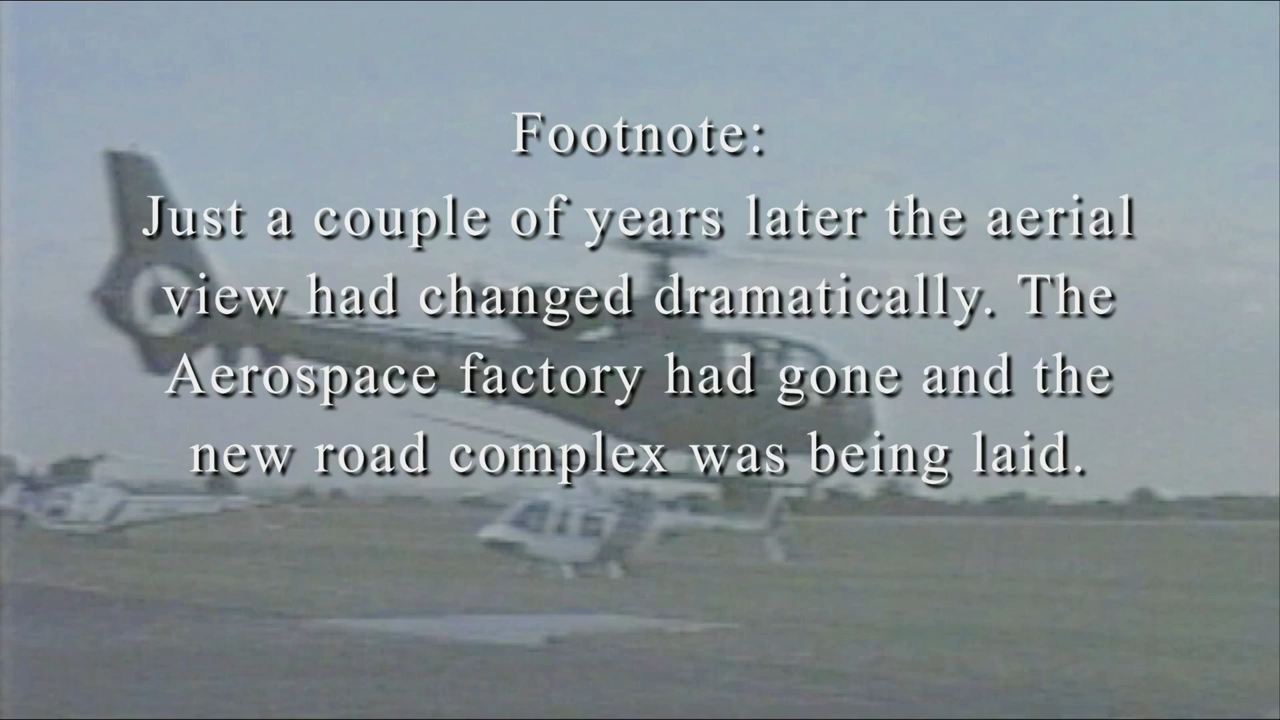 Footnote:
Just a couple of years later the aerial
view had changed dramatically. The
Aerospace factory had gone and the
new road complex was being laid.